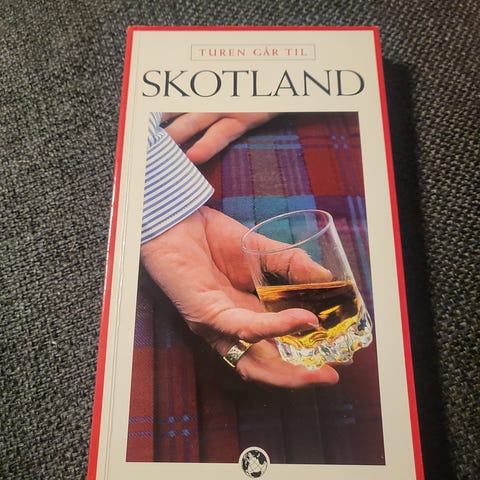 TUREN GÅR TIL
SKOTLAND